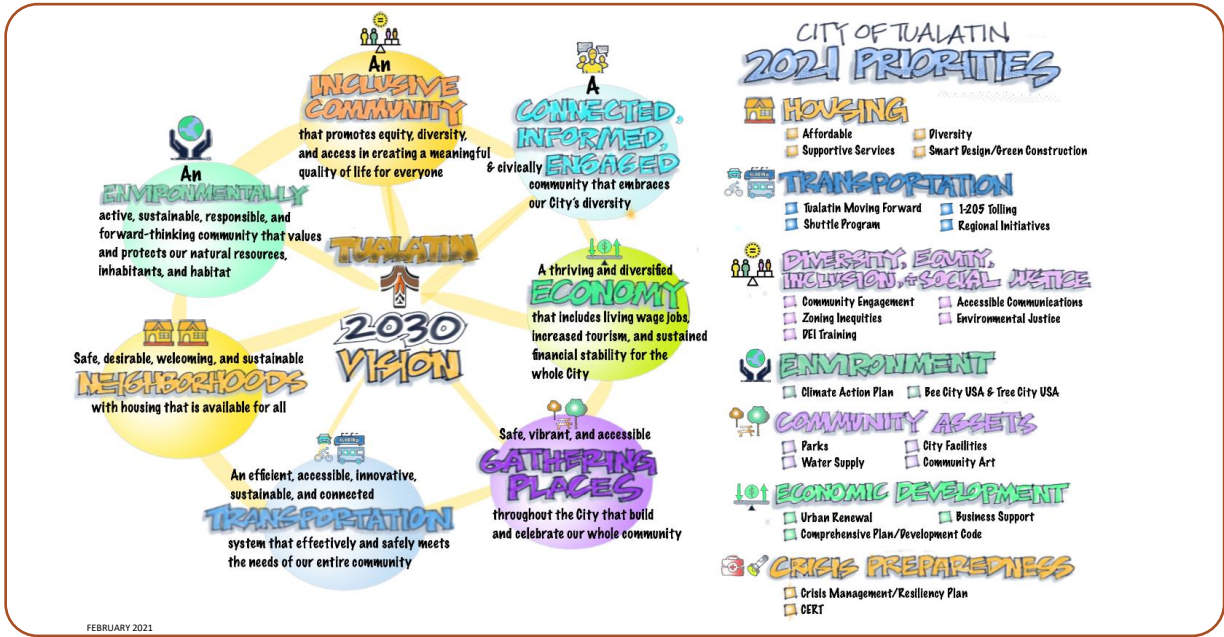 An
INCLUSIVE
COMMUNITY
that promotes equity, diversity,
and access in creating a meaningful
quality of life for everyone
A
CONNECTED,
INFORMED,
& civically ENGAGED
community that embraces
our City's diversity
An
ENVIRONMENTALLY
active, sustainable, responsible, and
forward-thinking community that values
and protects our natural resources,
inhabitants, and habitat
TUALATIN
2030
VISION
A thriving and diversified
ECONOMY
that includes living wage jobs,
increased tourism, and sustained
financial stability for the
whole City
Safe, desirable, welcoming, and sustainable
NEIGHBORHOODS
with housing that is available for all
Safe, vibrant, and accessible
GATHERING
PLACES
throughout the City that build
and celebrate our whole community
An efficient, accessible, innovative,
sustainable, and connected
TRANSPORTATION
system that effectively and safely meets
the needs of our entire community
FEBRUARY 2021
CITY OF TUALATIN
2021 PRIORITIES
HOUSING
Affordable
Diversity
Supportive Services
Smart Design/Green Construction
TRANSPORTATION
Tualatin Moving Forward
1-205 Tolling
Shuttle Program
Regional Initiatives
DIVERSITY, EQUITY,
INCLUSION, + SOCIAL JUSTICE
Community Engagement
Accessible Communications
Zoning Inequities
Environmental Justice
DEI Training
ENVIRONMENT
Climate Action Plan
Bee City USA & Tree City USA
COMMUNITY ASSETS
Parks
City Facilities
Water Supply
Community Art
ECONOMIC DEVELOPMENT
Urban Renewal
Business Support
Comprehensive Plan/Development Code
CRISIS PREPAREDNESS
Crisis Management/Resiliency Plan
CERT